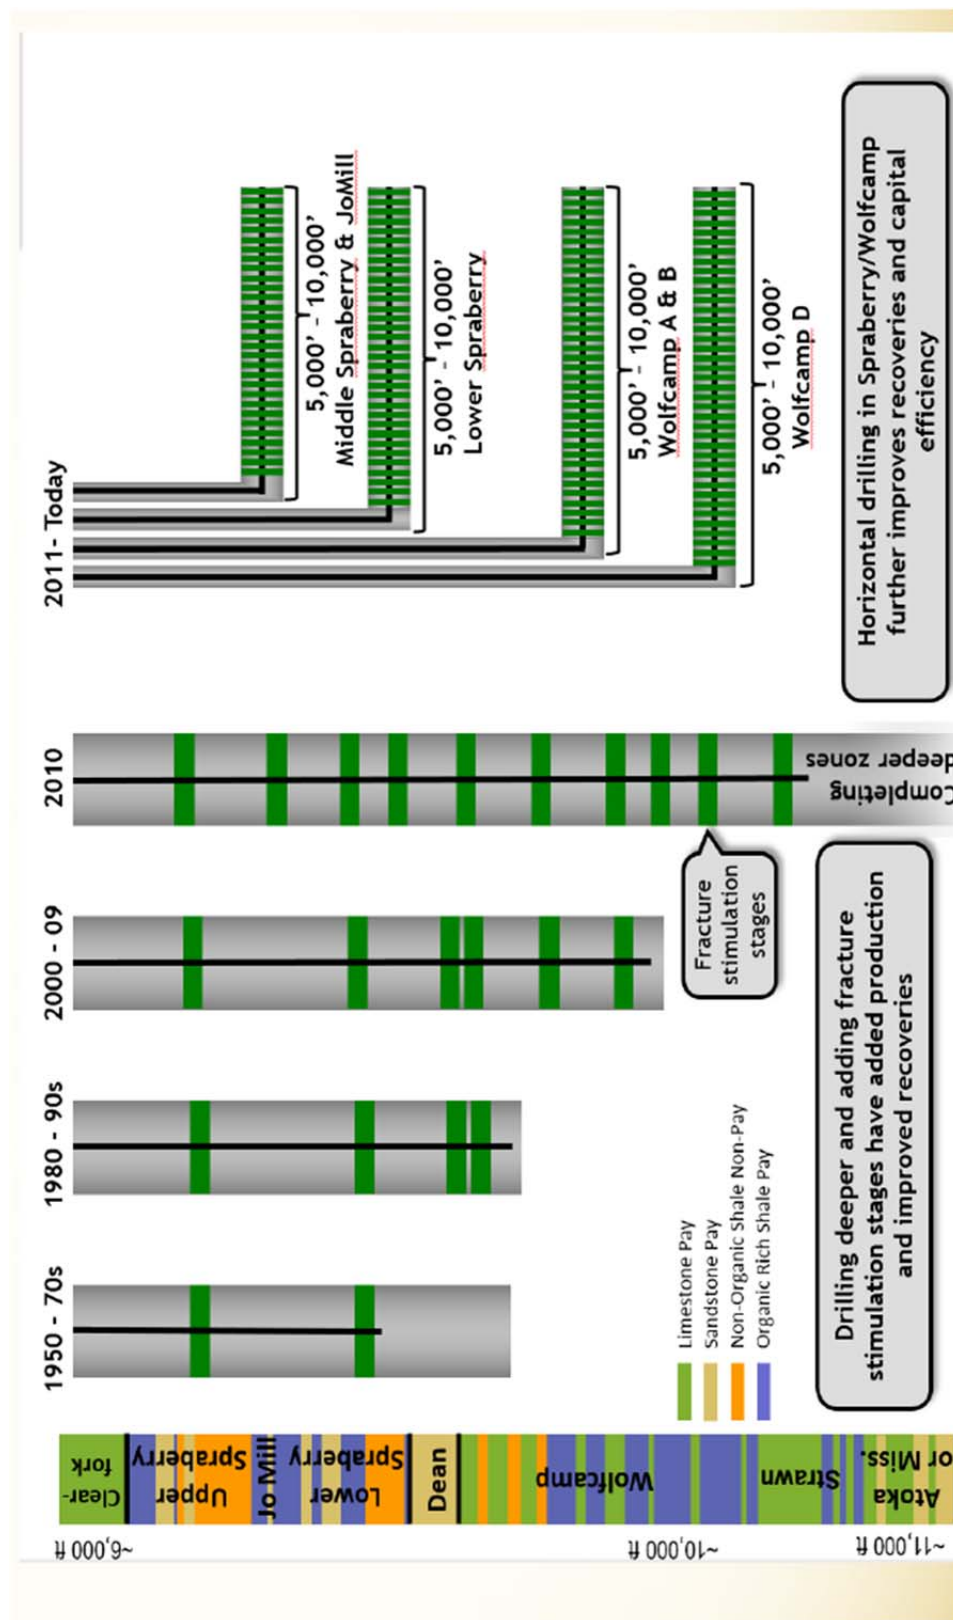 ~6,000 ft
~10,000 ft
~11,000 ft
Clear-
fork
Upper
Spraberry
Jo Mill
Lower
Spraberry
Dean
Wolfcamp
Strawn
Atoka
or Miss.
1950 - 70s
1980 - 90s
2000 - 09
2010
2011- Today
Limestone Pay
Sandstone Pay
Non-Organic Shale Non-Pay
Organic Rich Shale Pay
Fracture
stimulation
stages
Completing
deeper zones
5,000’ - 10,000’
Middle Spraberry & JoMill
5,000’ - 10,000’
Lower Spraberry
5,000’ - 10,000’
Wolfcamp A & B
5,000’ - 10,000’
Wolfcamp D
Drilling deeper and adding fracture
stimulation stages have added production
and improved recoveries
Horizontal drilling in Spraberry/Wolfcamp
further improves recoveries and capital
efficiency